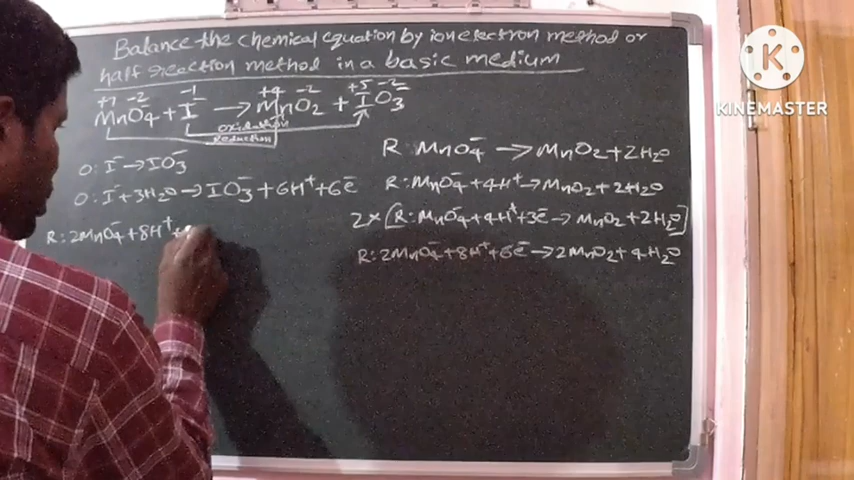 Balance the chemical equation by ion electron method or
half reaction method in a basic medium
+7 -2 -1 +4 -2 +5 -2
MnO₄⁻ + I⁻ → MnO₂ + IO₃⁻
oxidation
reduction
O: I⁻ → IO₃⁻
O: I⁻ + 3H₂O → IO₃⁻ + 6H⁺ + 6e⁻
R: 2MnO₄⁻ + 8H⁺ +
R MnO₄⁻ → MnO₂ + 2H₂O
R: MnO₄⁻ + 4H⁺ → MnO₂ + 2H₂O
2 × [R: MnO₄⁻ + 4H⁺ + 3e⁻ → MnO₂ + 2H₂O]
R: 2MnO₄⁻ + 8H⁺ + 6e⁻ → 2MnO₂ + 4H₂O
K
KINEMASTER